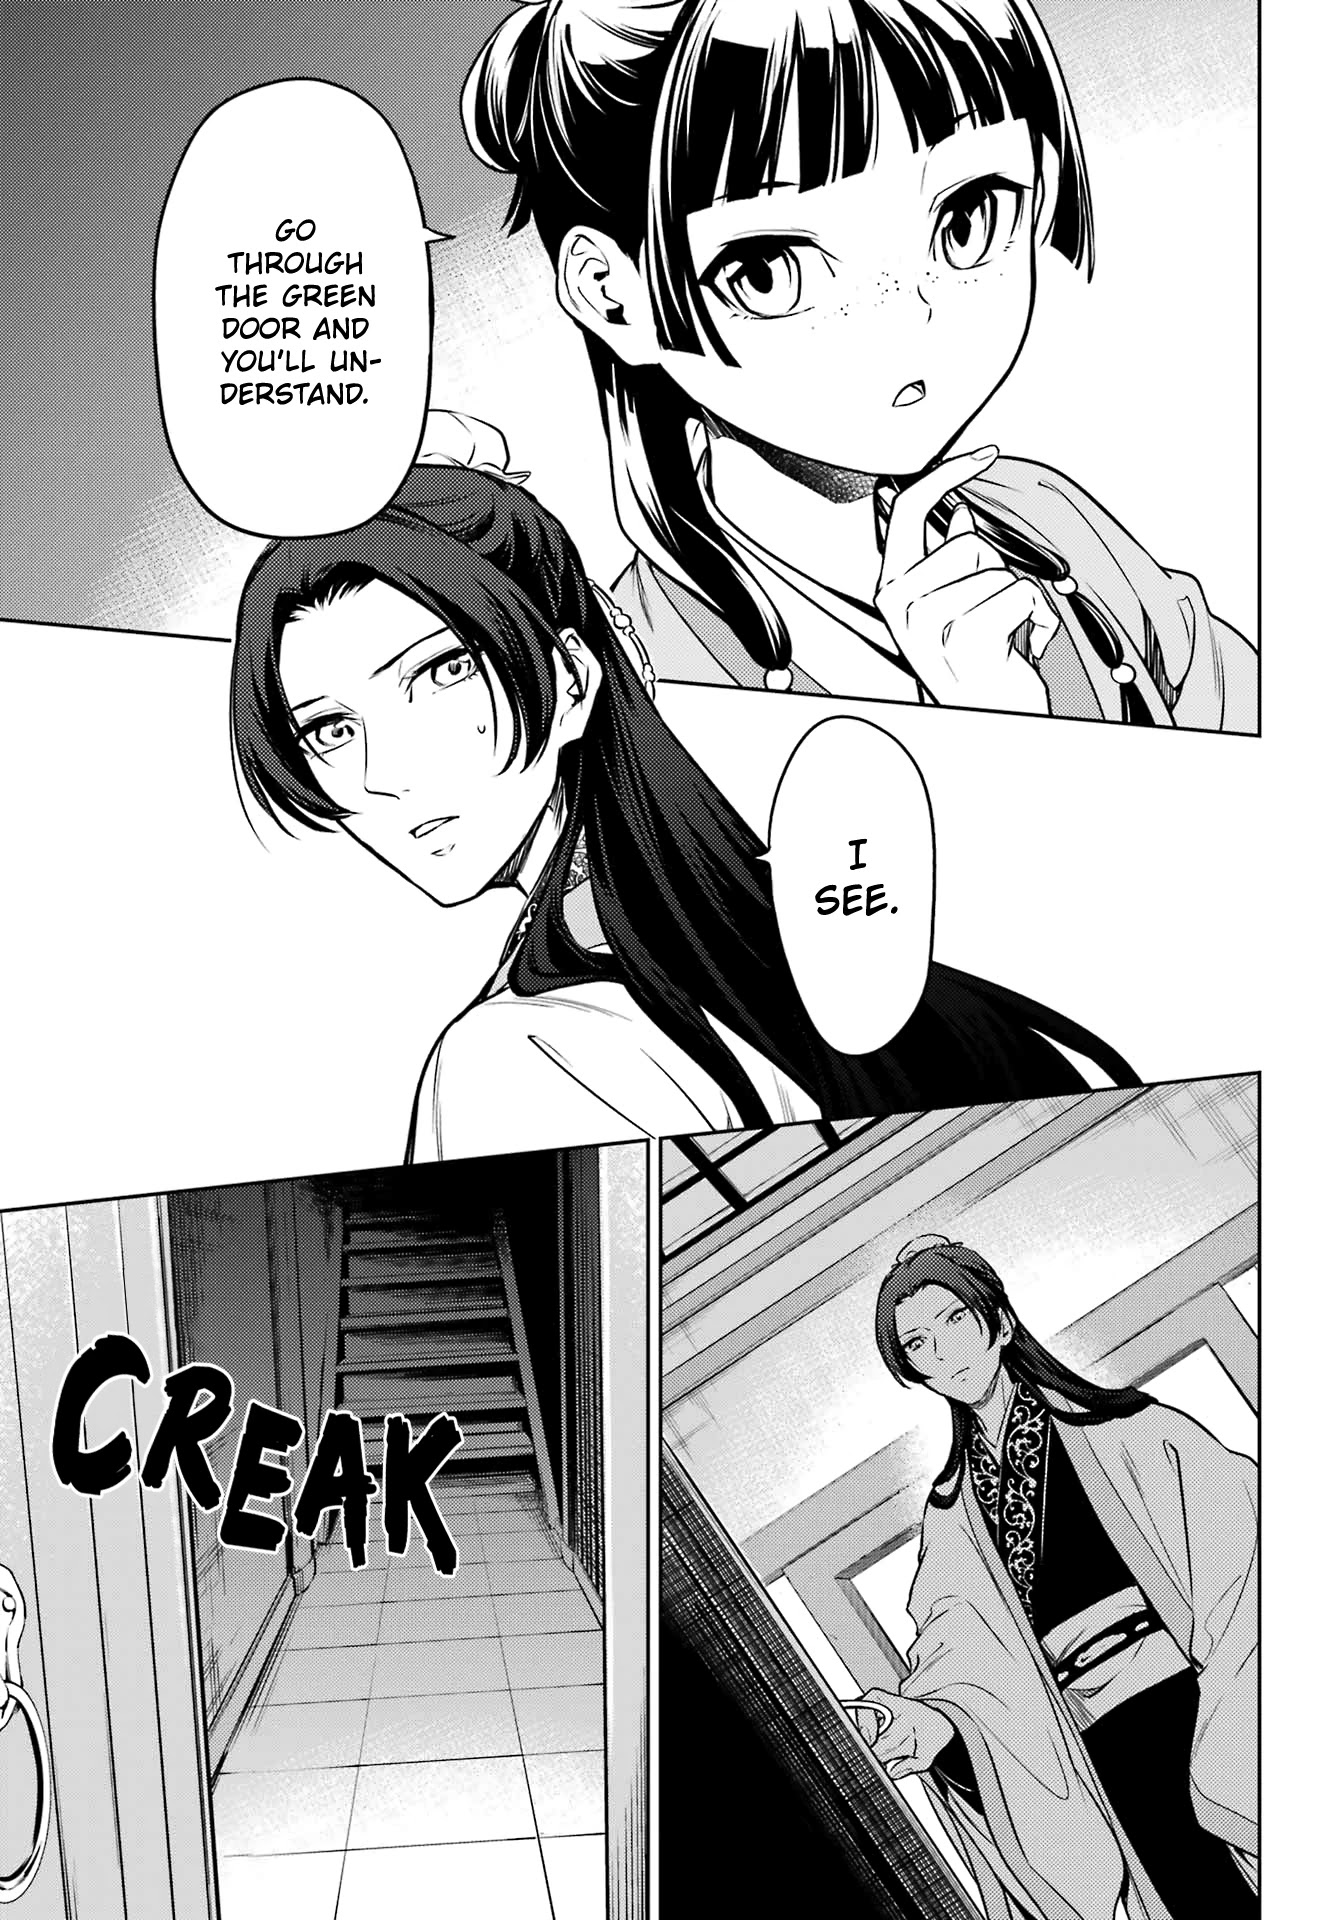 GO
THROUGH
THE GREEN
DOOR AND
YOU'LL UN-
DERSTAND.
I
SEE.
CREAK